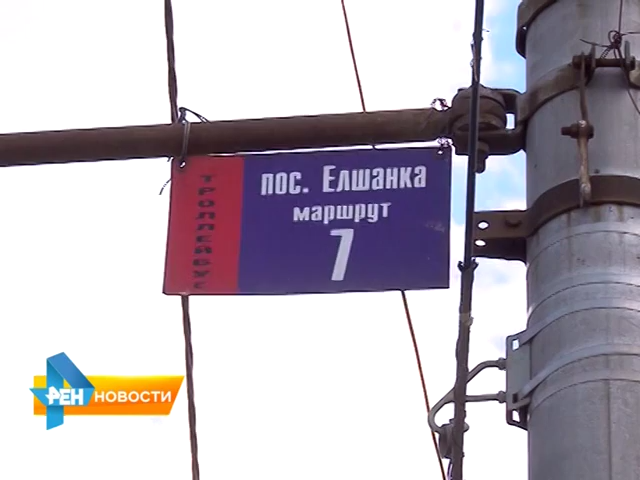 ТРОЛЛЕЙБУС
пос. Елшанка
маршрут
7
РЕН НОВОСТИ